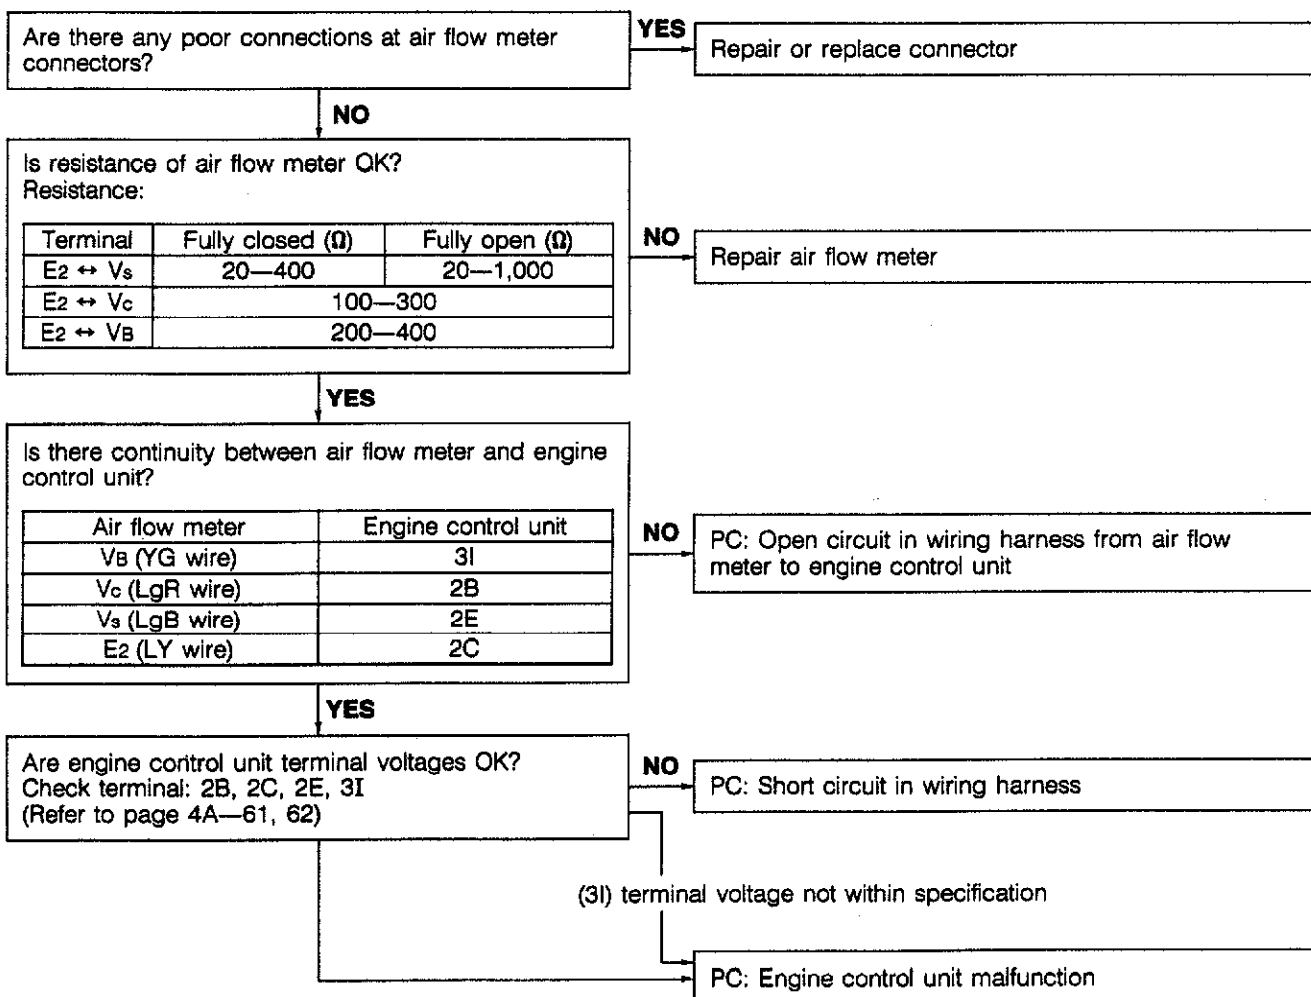 Are there any poor connections at air flow meter
connectors?
YES
Repair or replace connector
NO
Is resistance of air flow meter OK?
Resistance:
Terminal Fully closed (Ω) Fully open (Ω)
E2 ↔ Vs 20—400 20—1,000
E2 ↔ Vc 100—300
E2 ↔ VB 200—400
NO
Repair air flow meter
YES
Is there continuity between air flow meter and engine
control unit?
Air flow meter Engine control unit
VB (YG wire) 3I
Vc (LgR wire) 2B
Vs (LgB wire) 2E
E2 (LY wire) 2C
NO
PC: Open circuit in wiring harness from air flow
meter to engine control unit
YES
Are engine control unit terminal voltages OK?
Check terminal: 2B, 2C, 2E, 3I
(Refer to page 4A—61, 62)
NO
PC: Short circuit in wiring harness
(3I) terminal voltage not within specification
PC: Engine control unit malfunction